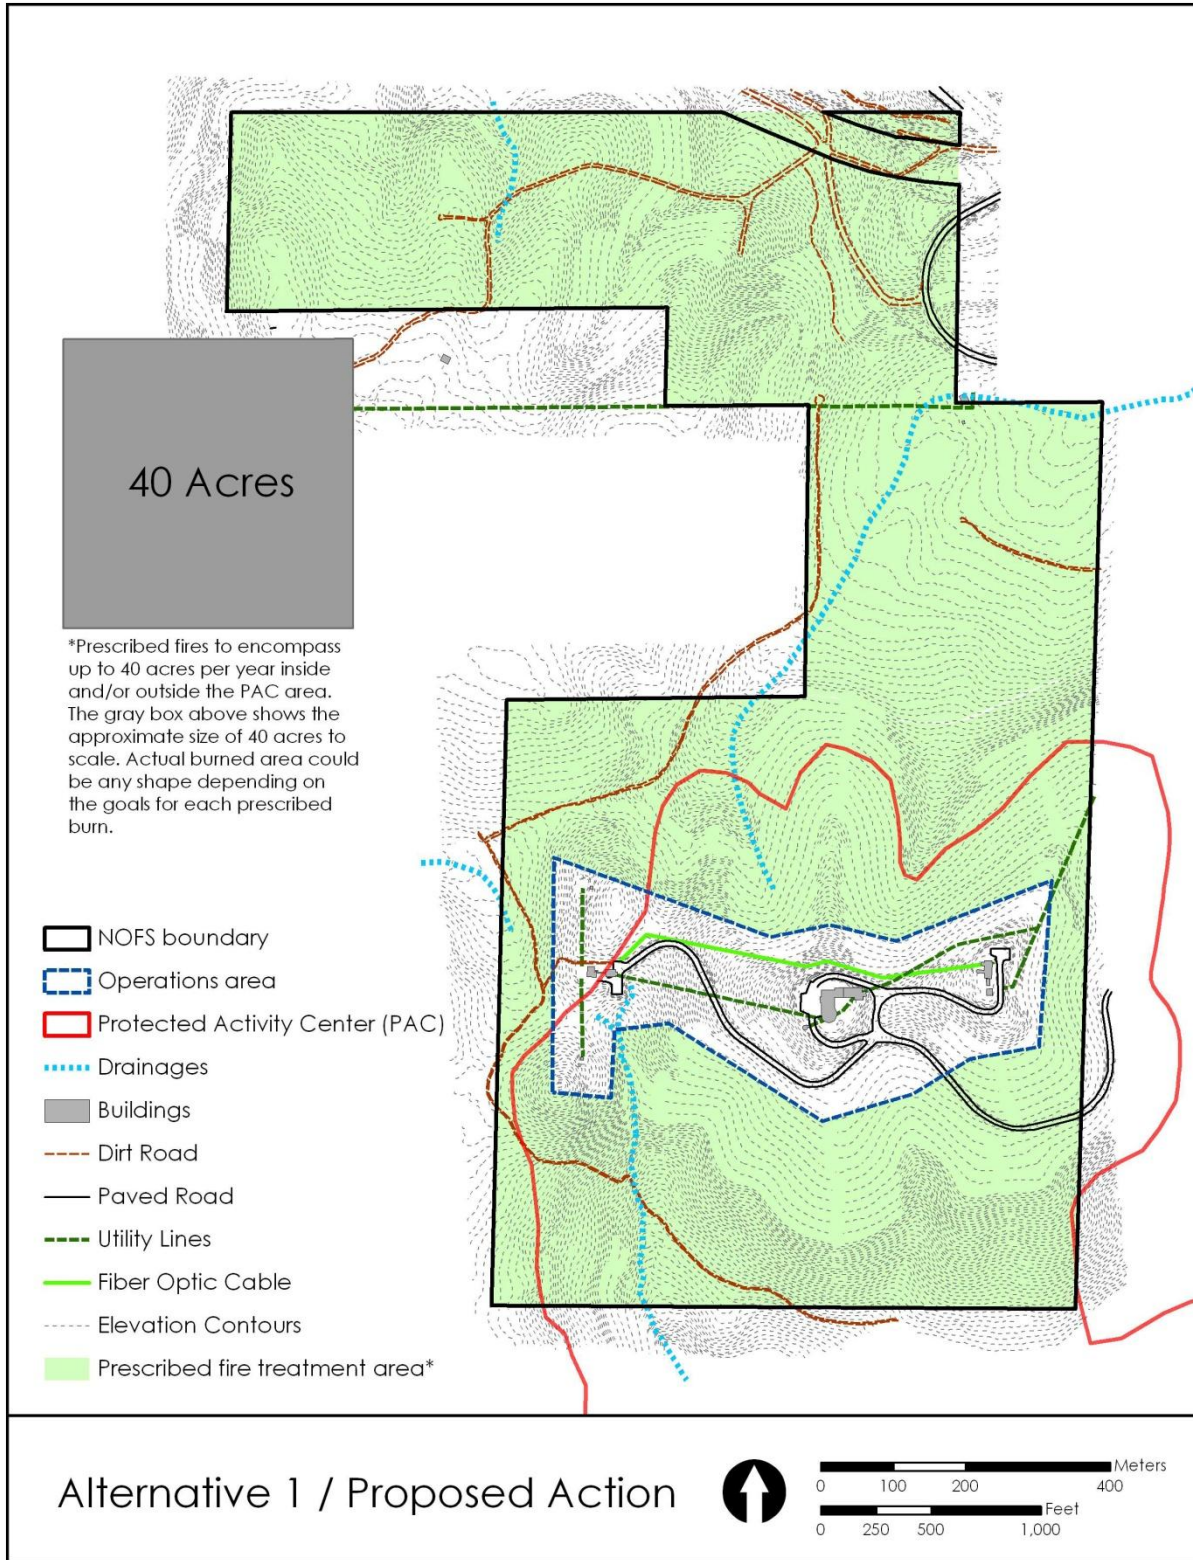 40 Acres
*Prescribed fires to encompass
up to 40 acres per year inside
and/or outside the PAC area.
The gray box above shows the
approximate size of 40 acres to
scale. Actual burned area could
be any shape depending on
the goals for each prescribed
burn.
NOFS boundary
Operations area
Protected Activity Center (PAC)
Drainages
Buildings
Dirt Road
Paved Road
Utility Lines
Fiber Optic Cable
Elevation Contours
Prescribed fire treatment area*
Alternative 1 / Proposed Action
Meters
0 100 200 400
Feet
0 250 500 1,000